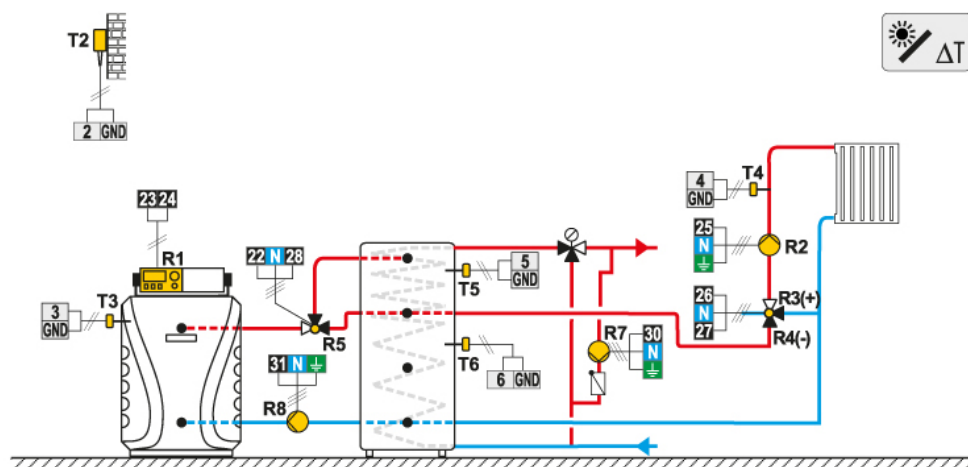 T2
ΔT
2 GND
4
GND
T4
23 24
25
N
R2
R1
22 N 28
5
GND
T5
26
N
27
R3(+)
R4(-)
3
GND
T3
R5
R7
30
N
T6
31 N
6 GND
R8